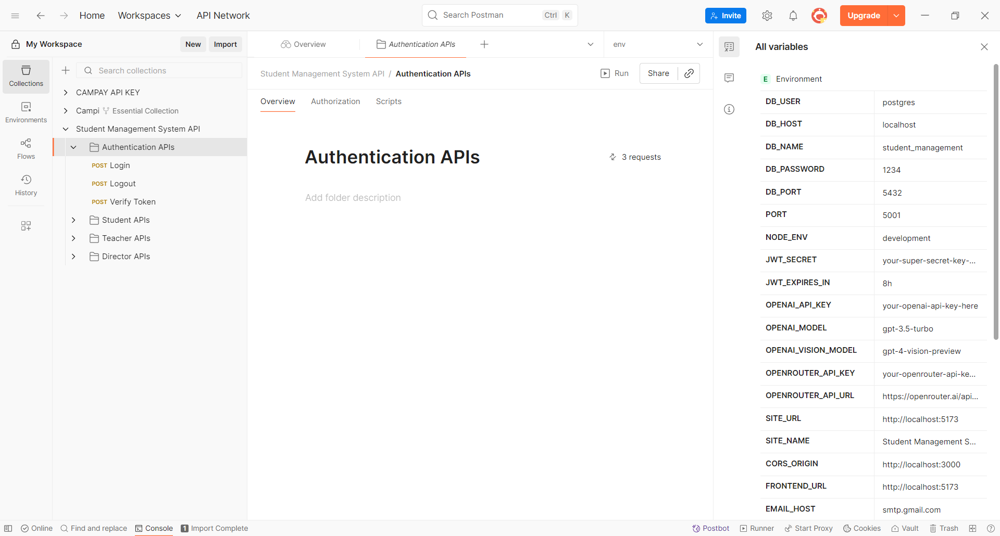 Home
Workspaces
API Network
Search Postman
Ctrl
K
Invite
Upgrade
My Workspace
New
Import
Collections
Environments
Flows
History
Search collections
CAMPAY API KEY
Campi Essential Collection
Student Management System API
Authentication APIs
POST Login
POST Logout
POST Verify Token
Student APIs
Teacher APIs
Director APIs
Overview
Authentication APIs
env
Student Management System API / Authentication APIs
Run
Share
Overview
Authorization
Scripts
Authentication APIs
3 requests
Add folder description
All variables
E Environment
DB_USER postgres
DB_HOST localhost
DB_NAME student_management
DB_PASSWORD 1234
DB_PORT 5432
PORT 5001
NODE_ENV development
JWT_SECRET your-super-secret-key-...
JWT_EXPIRES_IN 8h
OPENAI_API_KEY your-openai-api-key-here
OPENAI_MODEL gpt-3.5-turbo
OPENAI_VISION_MODEL gpt-4-vision-preview
OPENROUTER_API_KEY your-openrouter-api-ke...
OPENROUTER_API_URL https://openrouter.ai/api...
SITE_URL http://localhost:5173
SITE_NAME Student Management S...
CORS_ORIGIN http://localhost:3000
FRONTEND_URL http://localhost:5173
EMAIL_HOST smtp.gmail.com
Online
Find and replace
Console
1 Import Complete
Postbot
Runner
Start Proxy
Cookies
Vault
Trash